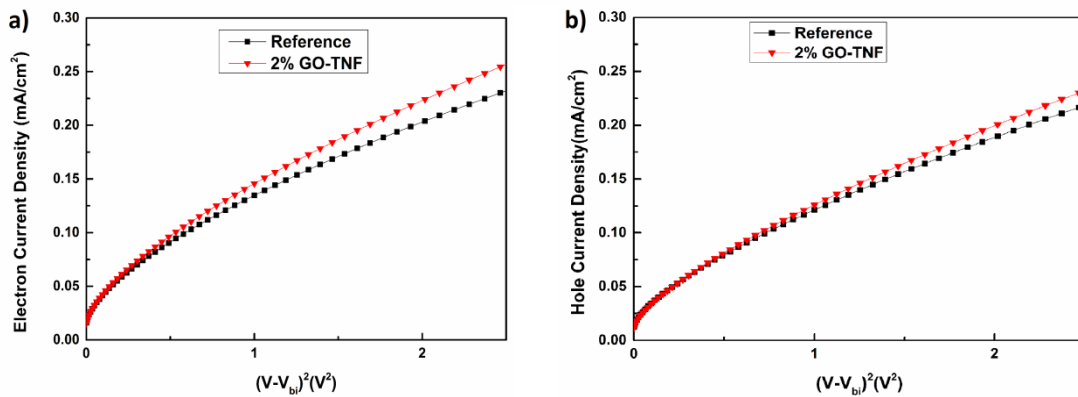 a)
Electron Current Density (mA/cm²)
0.30
0.25
0.20
0.15
0.10
0.05
0.00
Reference
2% GO-TNF
0 1 2
(V-V_bi)²(V²)
b)
Hole Current Density(mA/cm²)
0.30
0.25
0.20
0.15
0.10
0.05
0.00
Reference
2% GO-TNF
0 1 2
(V-V_bi)²(V²)